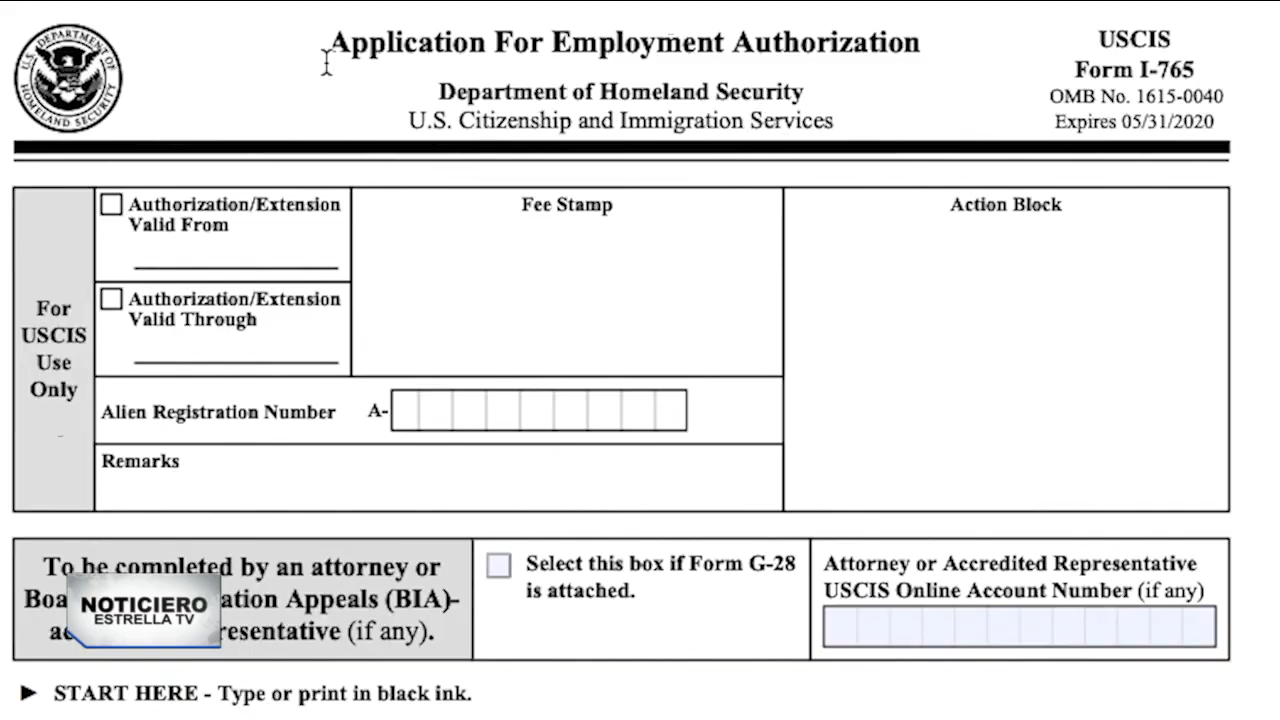 Application For Employment Authorization
Department of Homeland Security
U.S. Citizenship and Immigration Services
USCIS
Form I-765
OMB No. 1615-0040
Expires 05/31/2020
U.S. DEPARTMENT OF HOMELAND SECURITY
For
USCIS
Use
Only
Authorization/Extension
Valid From
Authorization/Extension
Valid Through
Fee Stamp
Action Block
Alien Registration Number A-
Remarks
To be completed by an attorney or
ation Appeals (BIA)-
resentative (if any).
NOTICIERO
ESTRELLA TV
Select this box if Form G-28
is attached.
Attorney or Accredited Representative
USCIS Online Account Number (if any)
► START HERE - Type or print in black ink.